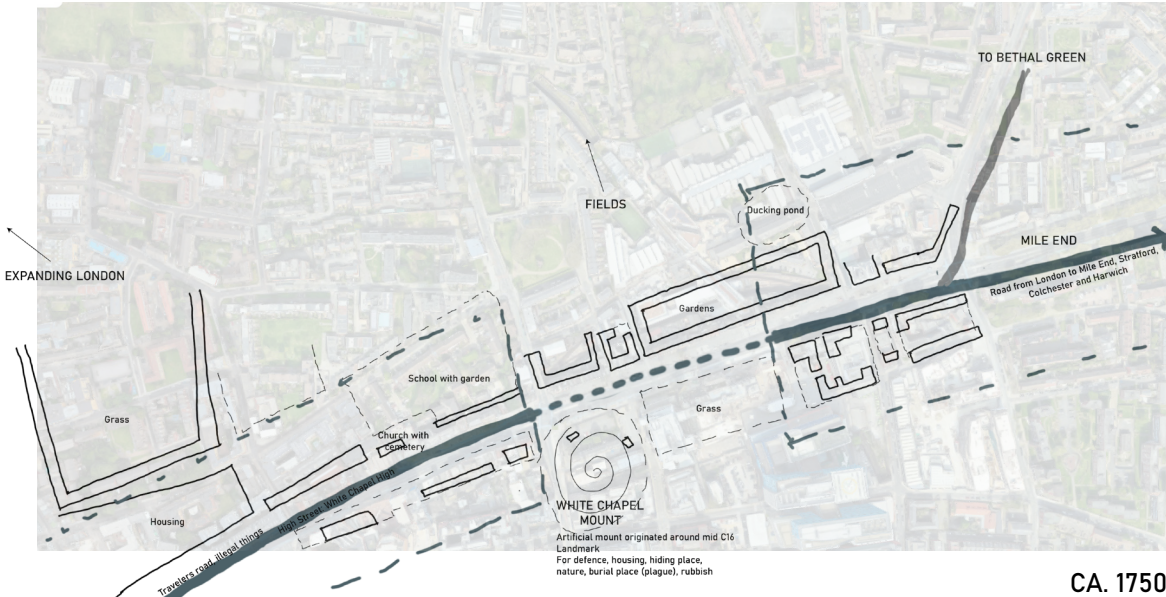 TO BETHAL GREEN
FIELDS
Ducking pond
MILE END
EXPANDING LONDON
Road from London to Mile End, Stratford,
Colchester and Harwich
Gardens
School with garden
Grass
Grass
Church with
cemetery
High Street: White Chapel High
Housing
WHITE CHAPEL
MOUNT
Artificial mount originated around mid C16
Landmark
For defence, housing, hiding place,
nature, burial place (plague), rubbish
Travelers road, illegal things
CA. 1750